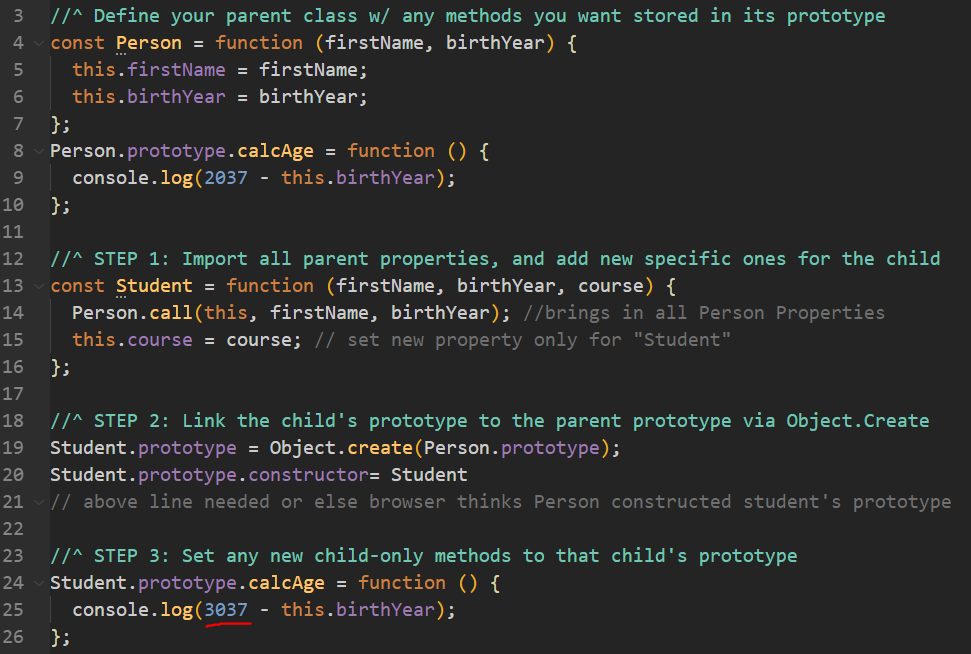 3 //^ Define your parent class w/ any methods you want stored in its prototype
4 const Person = function (firstName, birthYear) {
5   this.firstName = firstName;
6   this.birthYear = birthYear;
7 };
8 Person.prototype.calcAge = function () {
9   console.log(2037 - this.birthYear);
10 };
11
12 //^ STEP 1: Import all parent properties, and add new specific ones for the child
13 const Student = function (firstName, birthYear, course) {
14   Person.call(this, firstName, birthYear); //brings in all Person Properties
15   this.course = course; // set new property only for "Student"
16 };
17
18 //^ STEP 2: Link the child's prototype to the parent prototype via Object.Create
19 Student.prototype = Object.create(Person.prototype);
20 Student.prototype.constructor= Student
21 // above line needed or else browser thinks Person constructed student's prototype
22
23 //^ STEP 3: Set any new child-only methods to that child's prototype
24 Student.prototype.calcAge = function () {
25   console.log(3037 - this.birthYear);
26 };